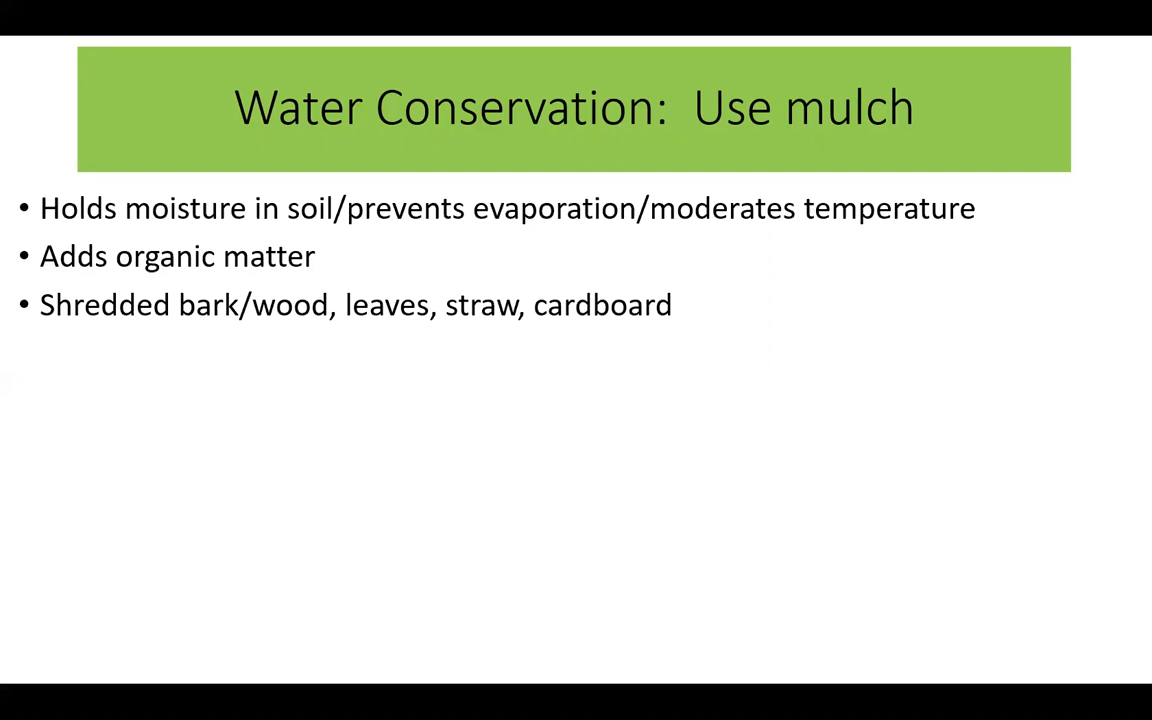 Water Conservation:  Use mulch
• Holds moisture in soil/prevents evaporation/moderates temperature
• Adds organic matter
• Shredded bark/wood, leaves, straw, cardboard